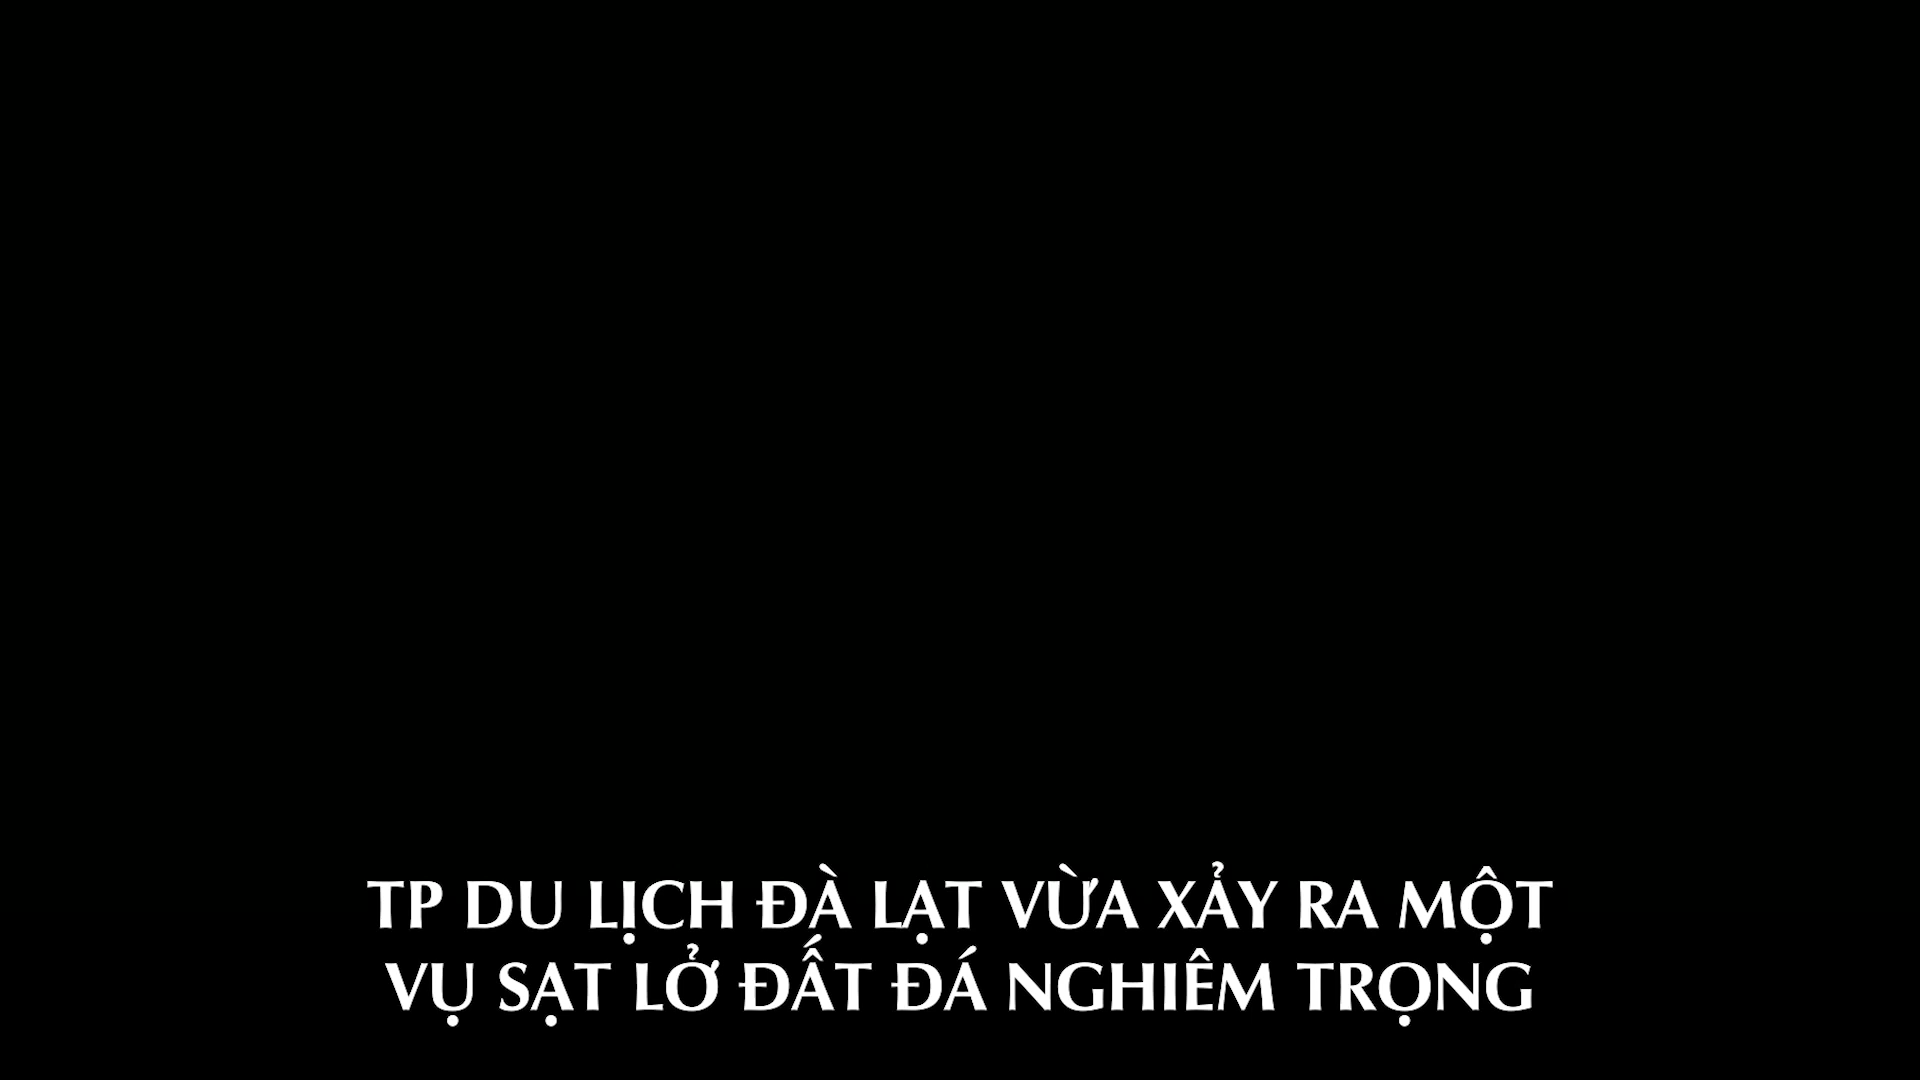 TP DU LỊCH ĐÀ LẠT VỪA XẢY RA MỘT
VỤ SẠT LỞ ĐẤT ĐÁ NGHIÊM TRỌNG